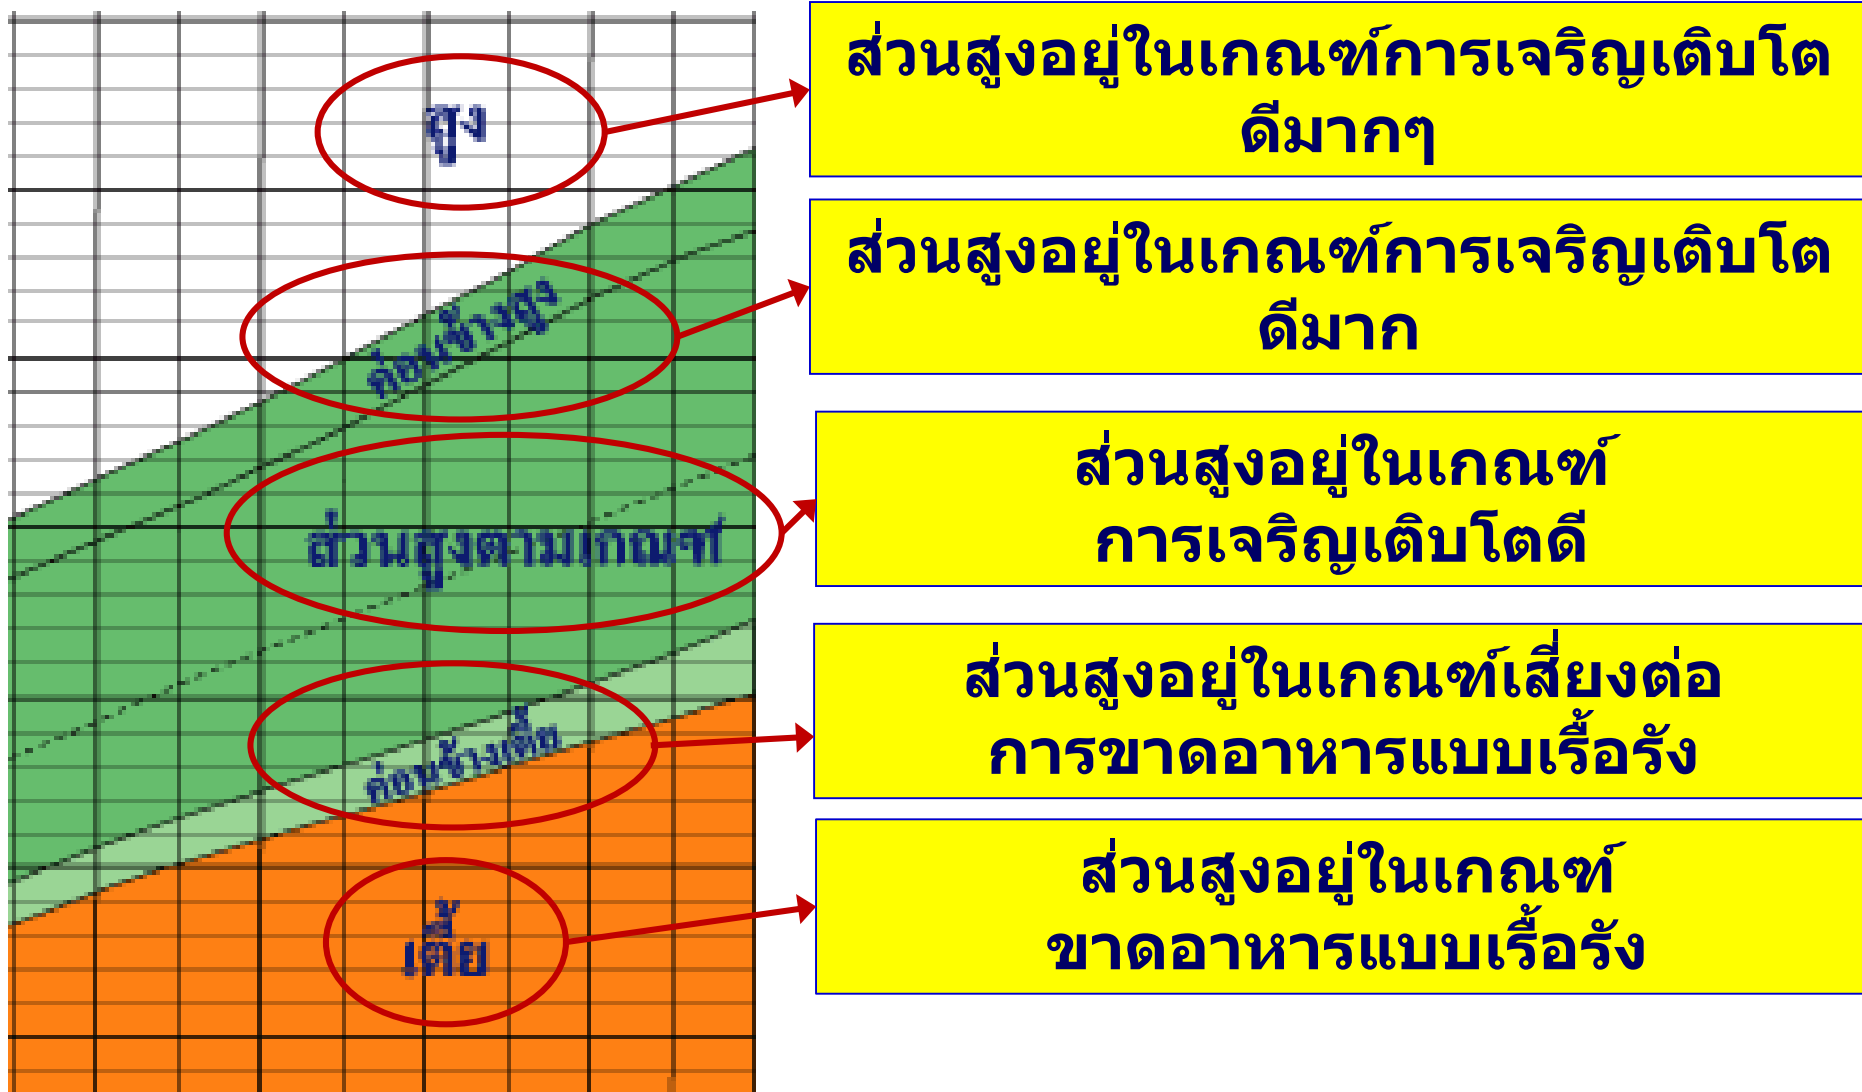 สูง
ส่วนสูงอยู่ในเกณฑ์การเจริญเติบโต
ดีมากๆ
ค่อนข้างสูง
ส่วนสูงอยู่ในเกณฑ์การเจริญเติบโต
ดีมาก
ส่วนสูงตามเกณฑ์
ส่วนสูงอยู่ในเกณฑ์
การเจริญเติบโตดี
ค่อนข้างเตี้ย
ส่วนสูงอยู่ในเกณฑ์เสี่ยงต่อ
การขาดอาหารแบบเรื้อรัง
เตี้ย
ส่วนสูงอยู่ในเกณฑ์
ขาดอาหารแบบเรื้อรัง